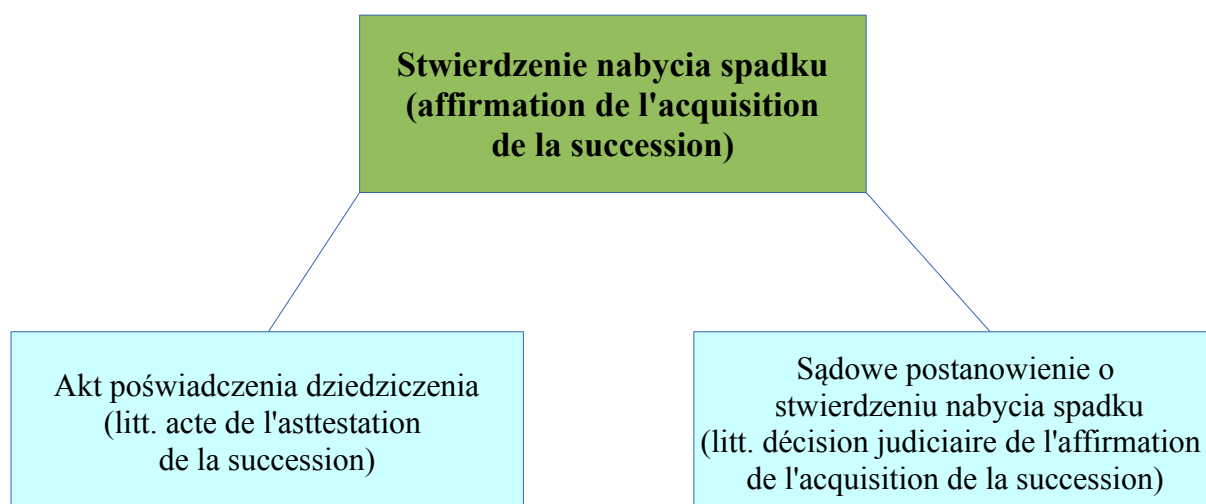 Stwierdzenie nabycia spadku
(affirmation de l'acquisition
de la succession)
Akt poświadczenia dziedziczenia
(litt. acte de l'asttestation
de la succession)
Sądowe postanowienie o
stwierdzeniu nabycia spadku
(litt. décision judiciaire de l'affirmation
de l'acquisition de la succession)